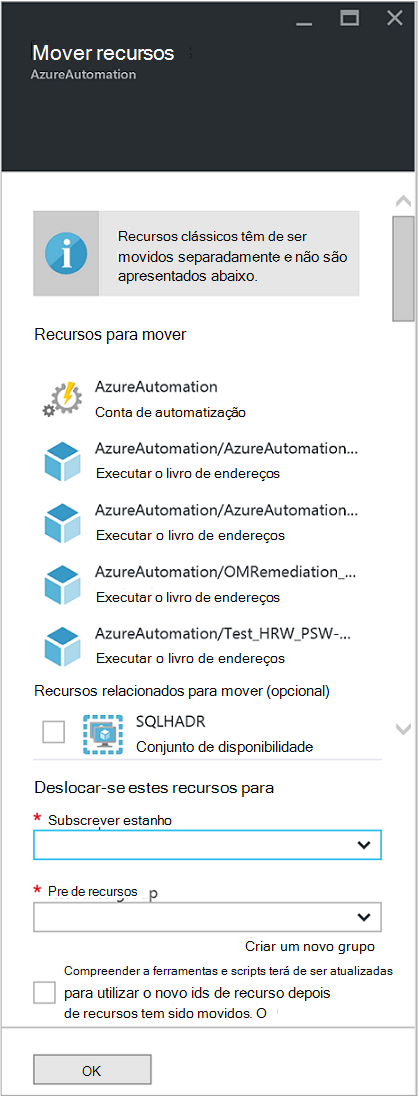 Mover recursos
AzureAutomation
Recursos clássicos têm de ser
movidos separadamente e não são
apresentados abaixo.
Recursos para mover
AzureAutomation
Conta de automatização
AzureAutomation/AzureAutomation...
Executar o livro de endereços
AzureAutomation/AzureAutomation...
Executar o livro de endereços
AzureAutomation/OMRemediation_...
Executar o livro de endereços
AzureAutomation/Test_HRW_PSW-...
Executar o livro de endereços
Recursos relacionados para mover (opcional)
SQLHADR
Conjunto de disponibilidade
Deslocar-se estes recursos para
* Subscrever estanho
* Pre de recursos
Criar um novo grupo
Compreender a ferramentas e scripts terá de ser atualizadas
para utilizar o novo ids de recurso depois
de recursos tem sido movidos. O
OK